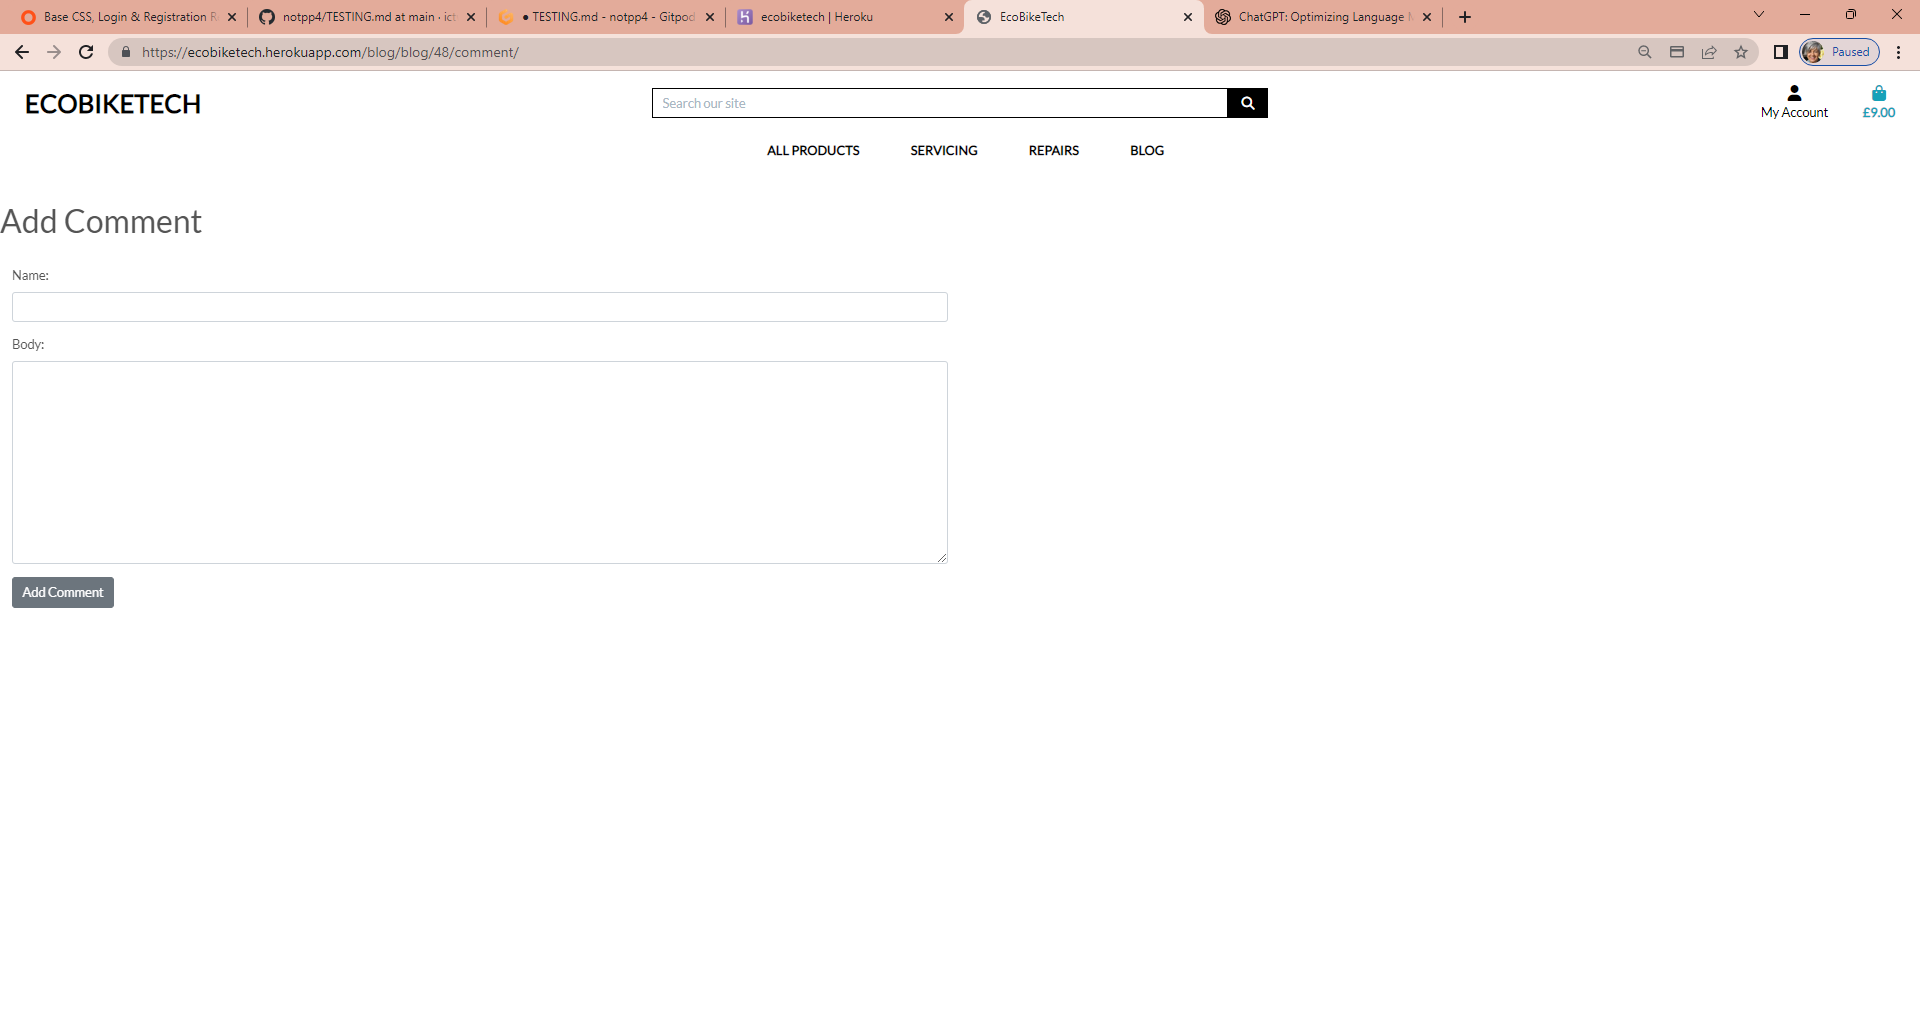 Base CSS, Login & Registration
notpp4/TESTING.md at main · ict
● TESTING.md - notpp4 - Gitpod
ecobiketech | Heroku
EcoBikeTech
ChatGPT: Optimizing Language
https://ecobiketech.herokuapp.com/blog/blog/48/comment/
Paused
ECOBIKETECH
Search our site
My Account
£9.00
ALL PRODUCTS
SERVICING
REPAIRS
BLOG
Add Comment
Name:
Body:
Add Comment